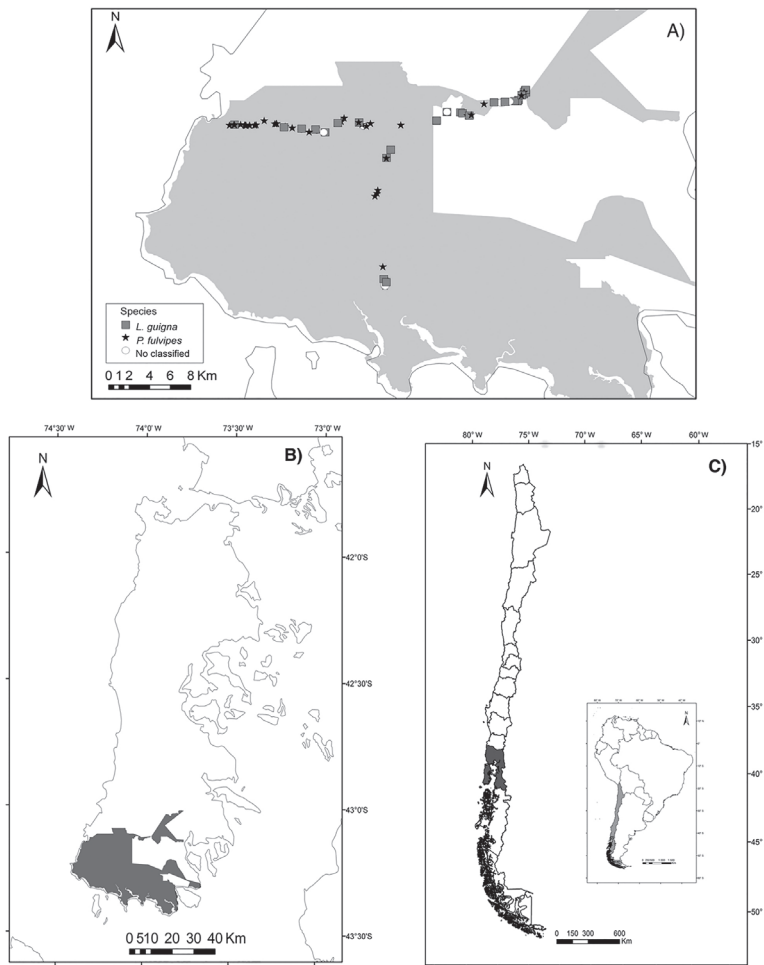 N
A)
Species
L. guigna
P. fulvipes
No classified
0 1 2 4 6 8 Km
74°30'W 74°0'W 73°30'W 73°0'W
N
B)
42°0'S
42°30'S
43°0'S
43°30'S
0 5 10 20 30 40 Km
80°W 75°W 70°W 65°W 60°W
N
C)
15°
20°
25°
30°
35°
40°
45°
50°
N
0 150 300 600
Km